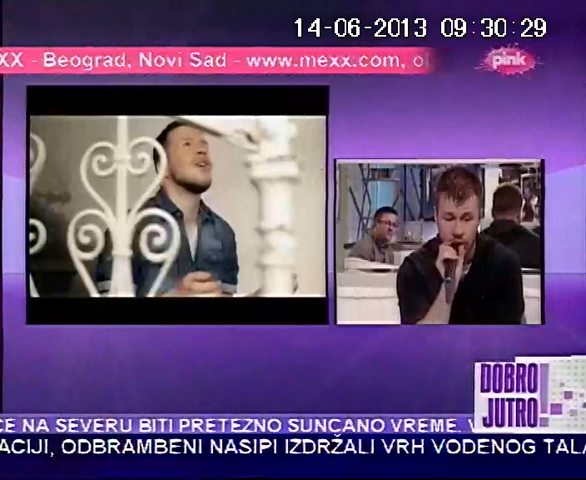 14-06-2013 09:30:29
XX - Beograd, Novi Sad - www.mexx.com, ol
pink
DOBRO
JUTRO!
CE NA SEVERU BITI PRETEZNO SUNČANO VREME. V
ACIJI, ODBRAMBENI NASIPI IZDRŽALI VRH VODENOG TALA